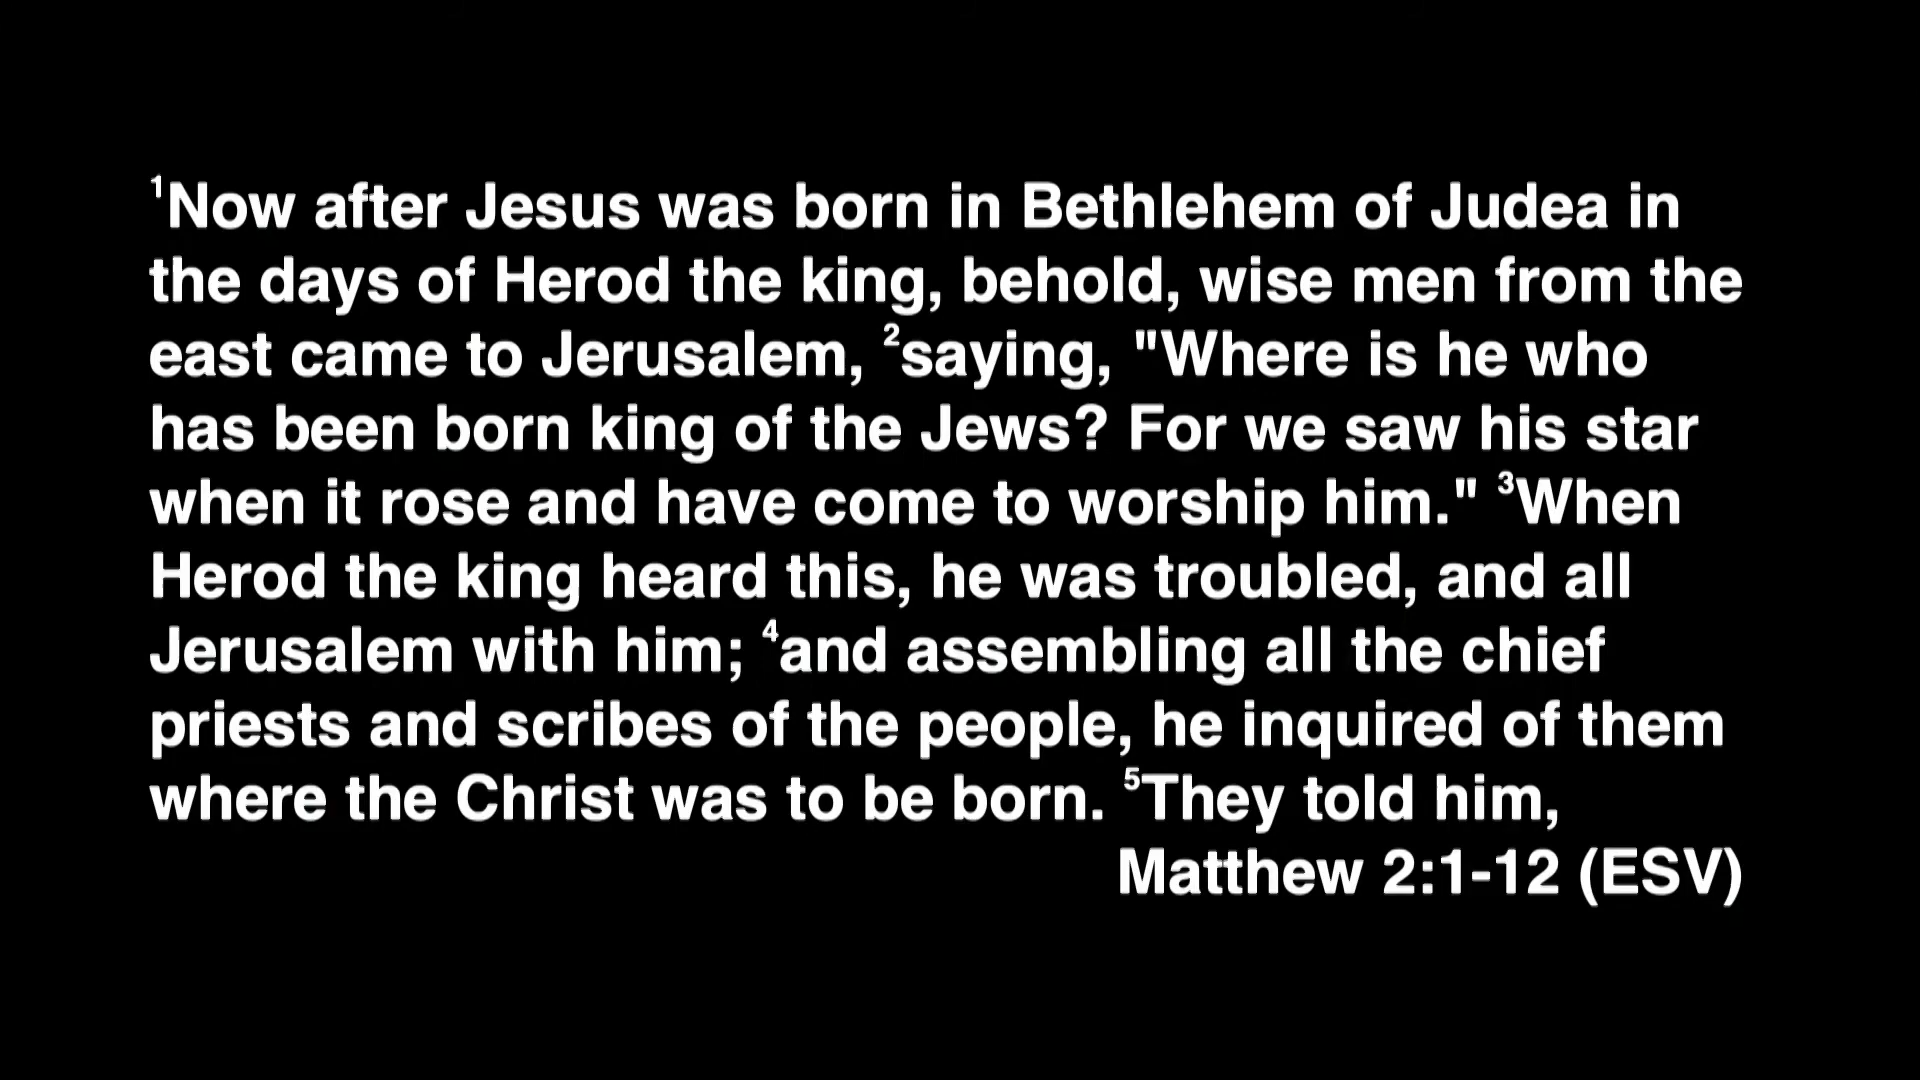 ¹Now after Jesus was born in Bethlehem of Judea in
the days of Herod the king, behold, wise men from the
east came to Jerusalem, ²saying, "Where is he who
has been born king of the Jews? For we saw his star
when it rose and have come to worship him." ³When
Herod the king heard this, he was troubled, and all
Jerusalem with him; ⁴and assembling all the chief
priests and scribes of the people, he inquired of them
where the Christ was to be born. ⁵They told him,
Matthew 2:1-12 (ESV)